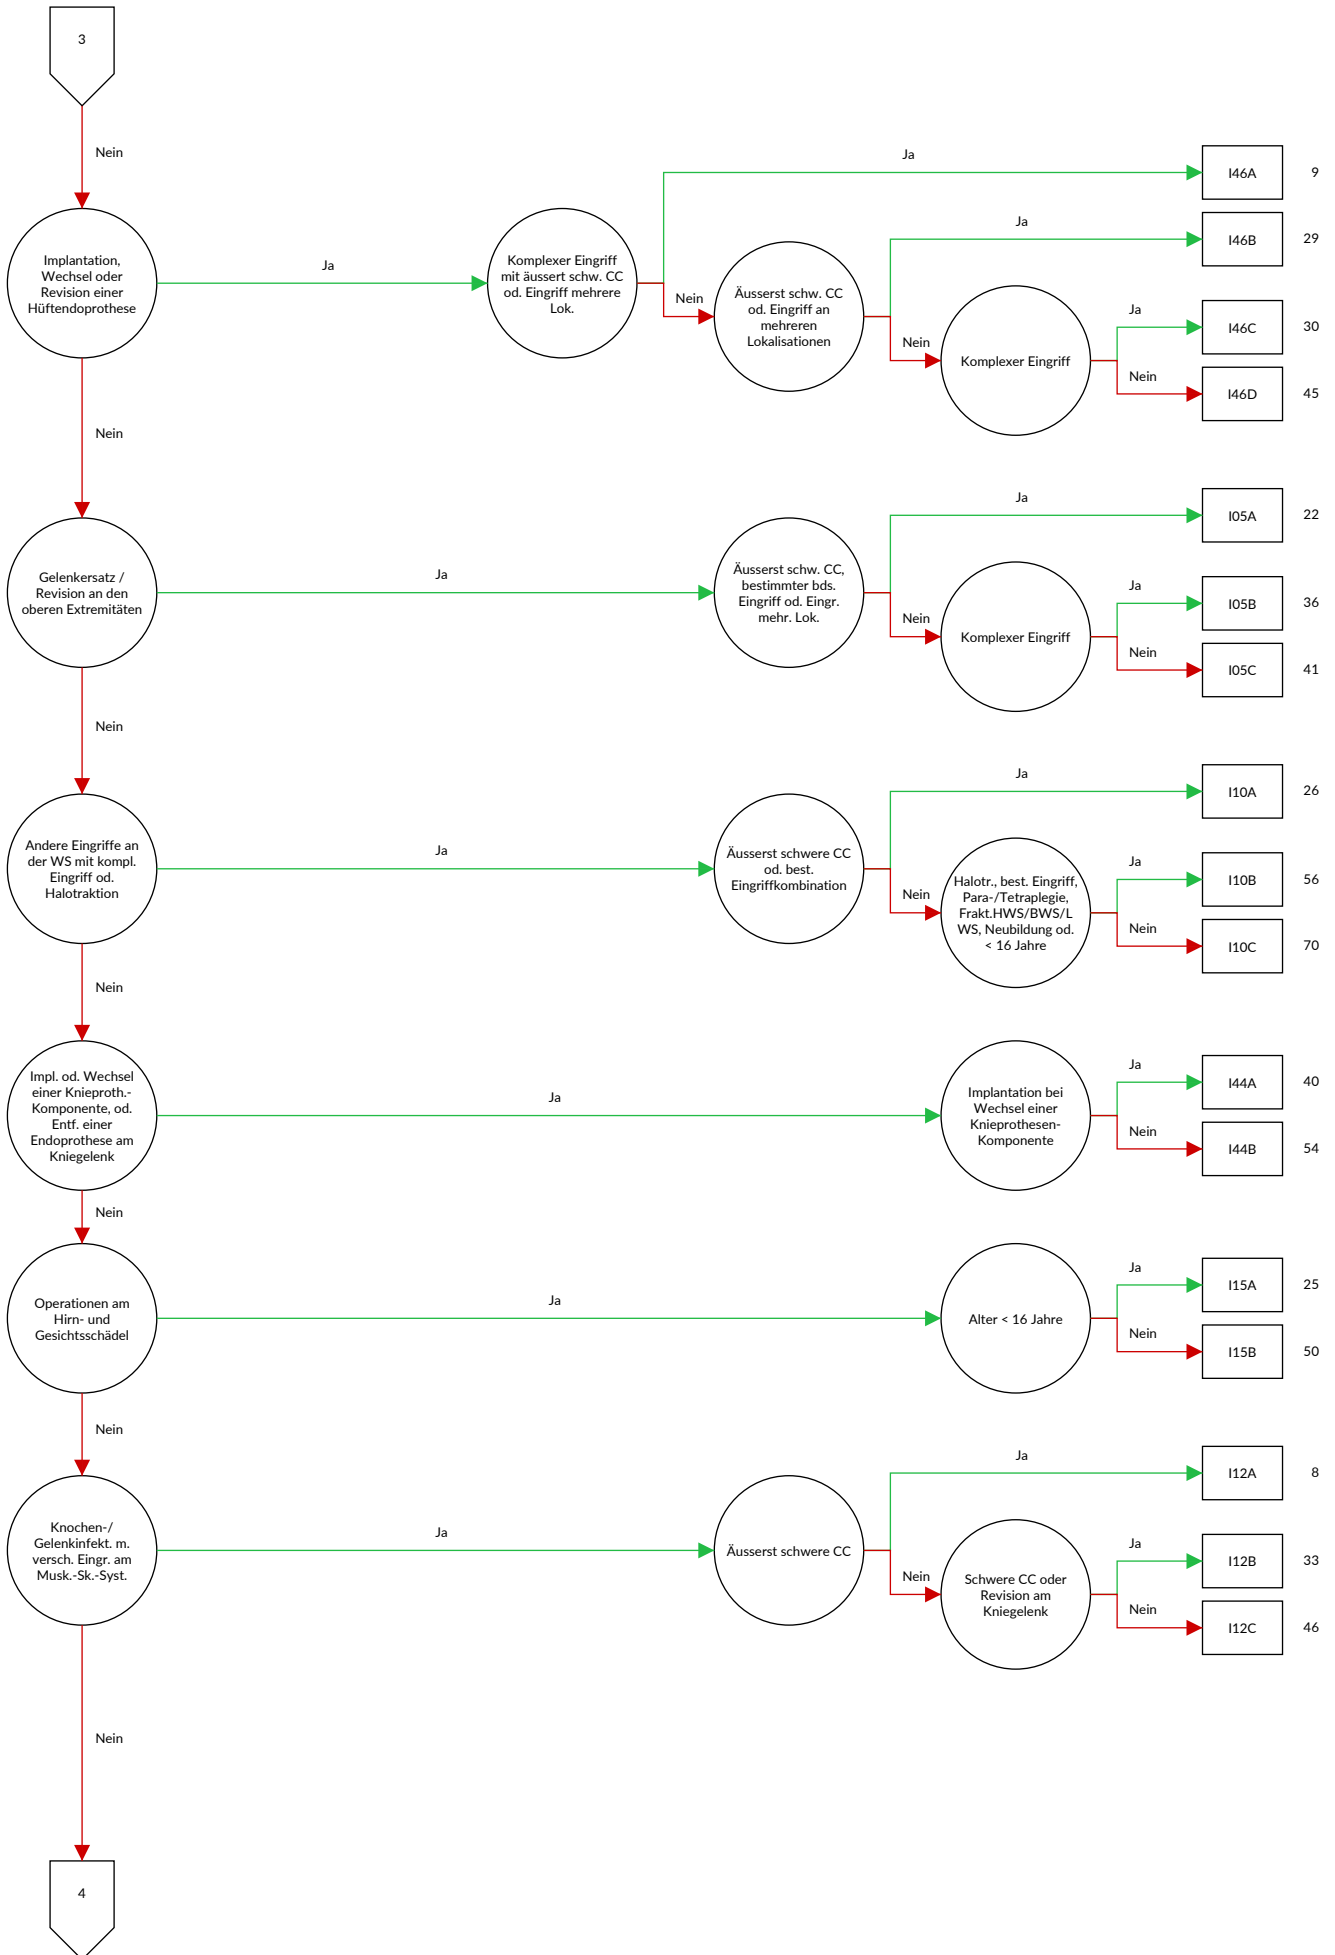 3
Nein
Ja
I46A
9
Implantation,
Wechsel oder
Revision einer
Hüftendoprothese
Ja
Komplexer Eingriff
mit äussert schw. CC
od. Eingriff mehrere
Lok.
Nein
Äusserst schw. CC
od. Eingriff an
mehreren
Lokalisationen
Ja
I46B
29
Nein
Komplexer Eingriff
Ja
I46C
30
Nein
I46D
45
Nein
Gelenkersatz /
Revision an den
oberen Extremitäten
Ja
Äusserst schw. CC,
bestimmter bds.
Eingriff od. Eingr.
mehr. Lok.
Ja
I05A
22
Nein
Komplexer Eingriff
Ja
I05B
36
Nein
I05C
41
Nein
Andere Eingriffe an
der WS mit kompl.
Eingriff od.
Halotraktion
Ja
Äusserst schwere CC
od. best.
Eingriffkombination
Ja
I10A
26
Nein
Halotr., best. Eingriff,
Para-/Tetraplegie,
Frakt.HWS/BWS/L
WS, Neubildung od.
< 16 Jahre
Ja
I10B
56
Nein
I10C
70
Nein
Impl. od. Wechsel
einer Knieproth.-
Komponente, od.
Entf. einer
Endoprothese am
Kniegelenk
Ja
Implantation bei
Wechsel einer
Knieprothesen-
Komponente
Ja
I44A
40
Nein
I44B
54
Nein
Operationen am
Hirn- und
Gesichtsschädel
Ja
Alter < 16 Jahre
Ja
I15A
25
Nein
I15B
50
Nein
Knochen-/
Gelenkinfekt. m.
versch. Eingr. am
Musk.-Sk.-Syst.
Ja
Äusserst schwere CC
Ja
I12A
8
Nein
Schwere CC oder
Revision am
Kniegelenk
Ja
I12B
33
Nein
I12C
46
Nein
4